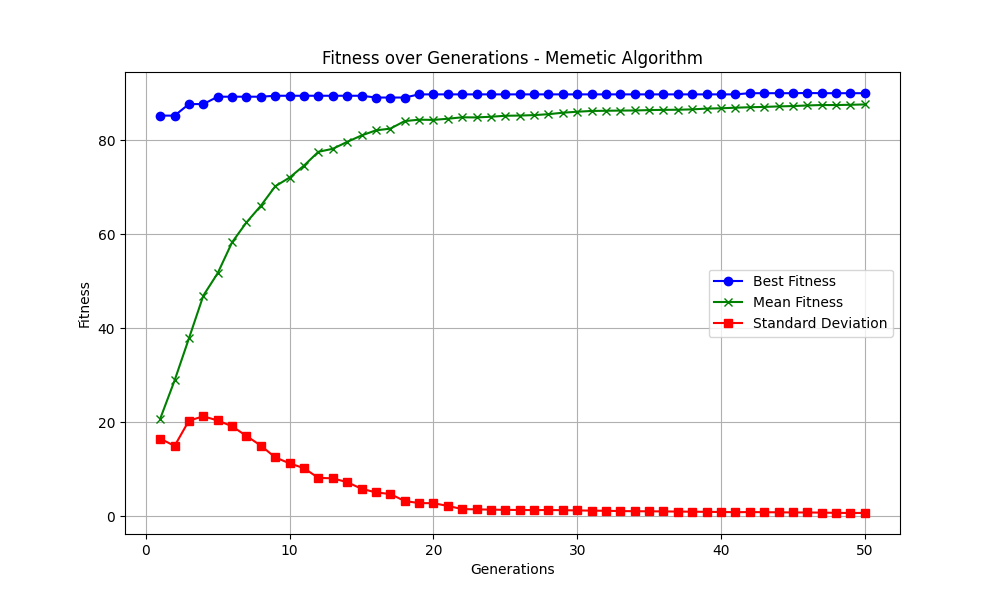 Fitness over Generations - Memetic Algorithm
Fitness
80
60
40
20
0
Best Fitness
Mean Fitness
Standard Deviation
0 10 20 30 40 50
Generations